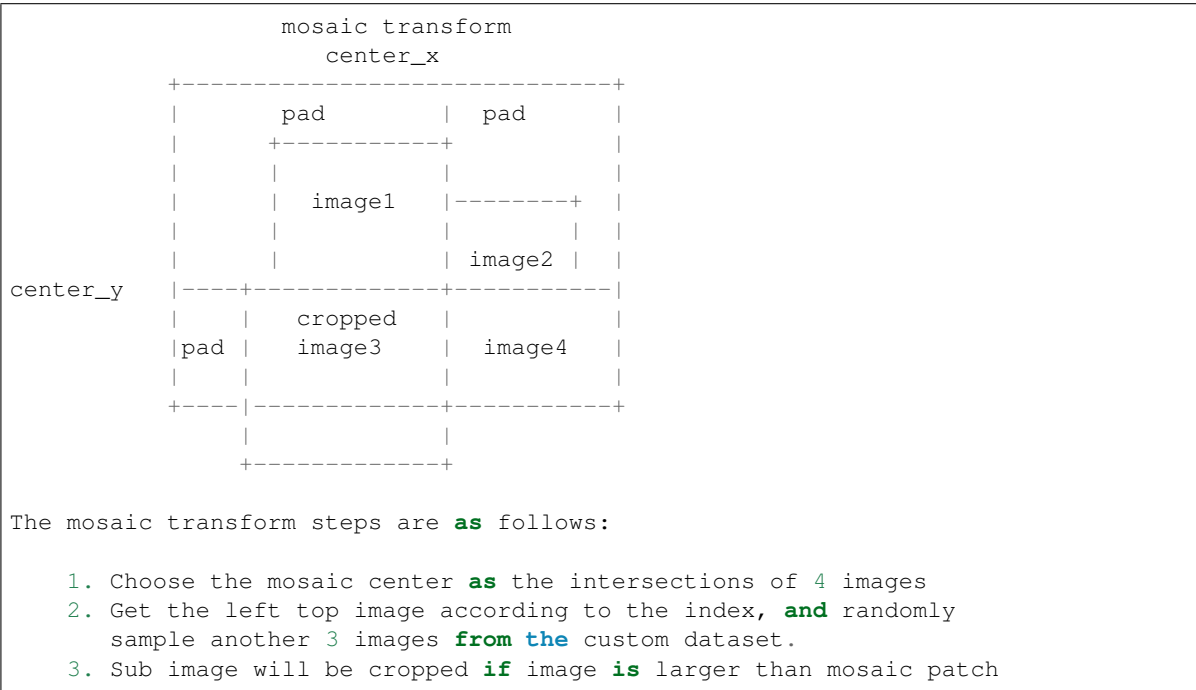 mosaic transform
center_x
+------------------------------+
| pad | pad |
| +-----------+ |
| | | |
| | image1 |--------+ |
| | | | |
| | | image2 | |
center_y |----+-------------+-----------|
| | cropped | |
|pad | image3 | image4 |
| | | |
+----|-------------+-----------+
| |
+-------------+
The mosaic transform steps are as follows:
1. Choose the mosaic center as the intersections of 4 images
2. Get the left top image according to the index, and randomly
sample another 3 images from the custom dataset.
3. Sub image will be cropped if image is larger than mosaic patch